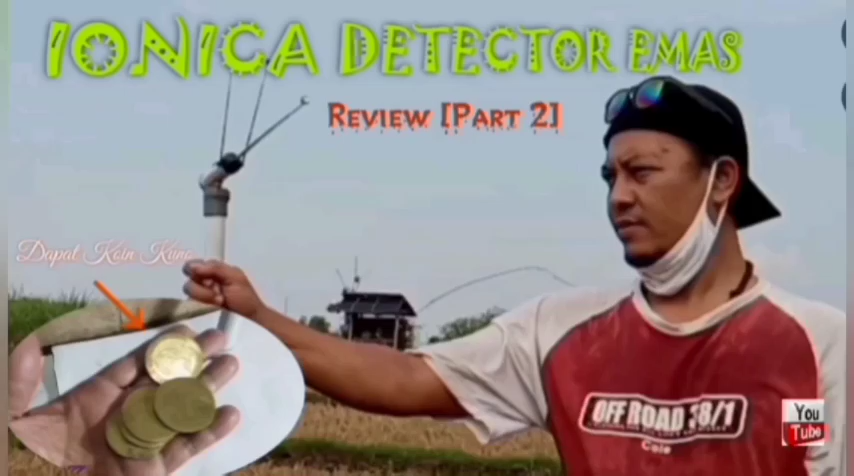 IONICA DETECTOR EMAS
Review [Part 2]
Dapat Koin Kuno
OFF ROAD 38/1
You
Tube